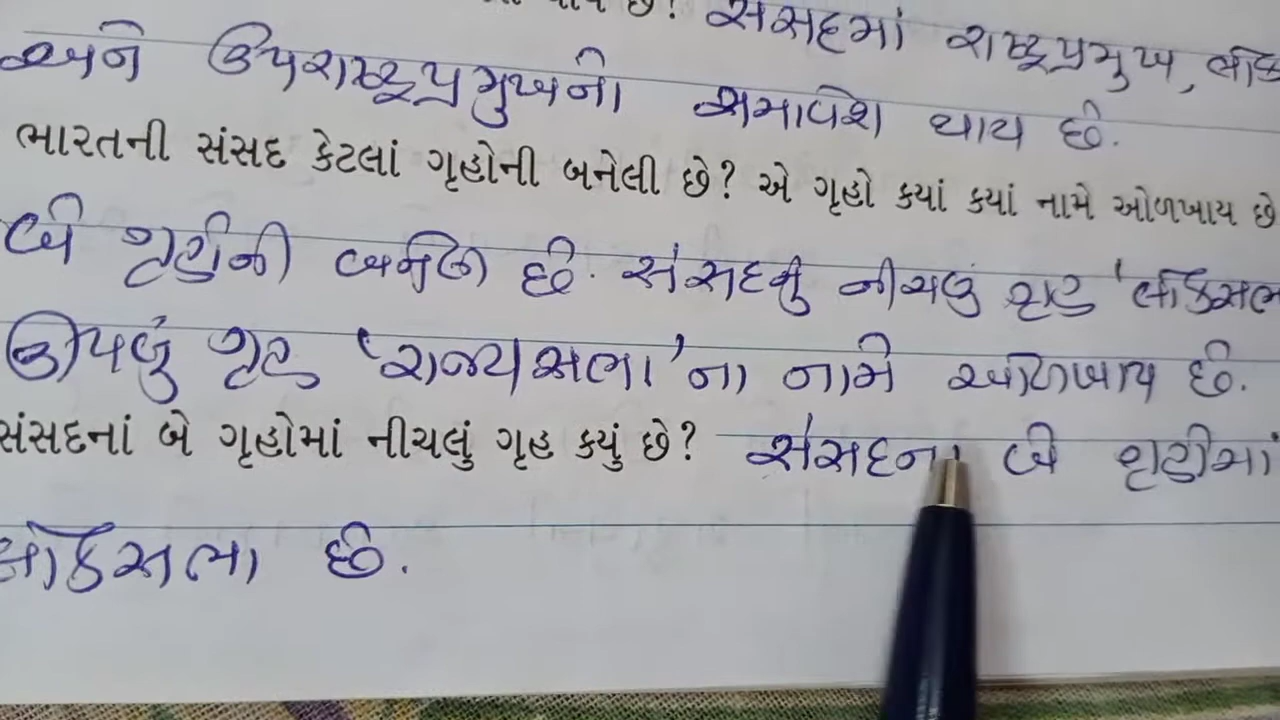 છે? સંસદમાં રાષ્ટ્રપ્રમુખ, લોક
અને ઉપરાષ્ટ્રપ્રમુખનો સમાવેશ થાય છે.
ભારતની સંસદ કેટલાં ગૃહોની બનેલી છે? એ ગૃહો કયાં કયાં નામે ઓળખાય છે
બે ગૃહોની બનેલી છે. સંસદનું નીચલું ગૃહ 'લોકસભ
ઉપલું ગૃહ 'રાજ્યસભા'ના નામે ઓળખાય છે.
સંસદનાં બે ગૃહોમાં નીચલું ગૃહ કયું છે? સંસદના બે ગૃહોમાં
લોકસભા છે.